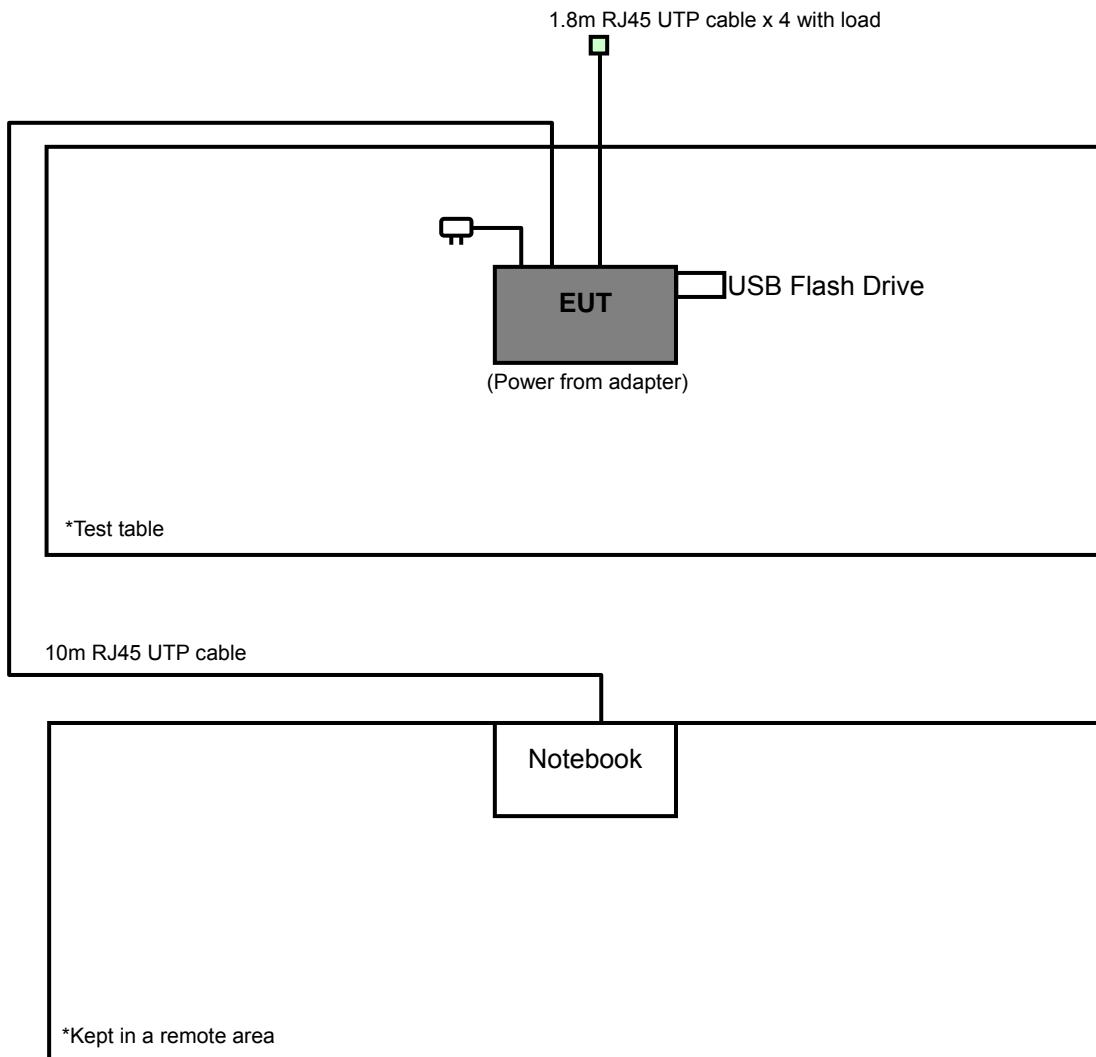 1.8m RJ45 UTP cable x 4 with load
EUT
USB Flash Drive
(Power from adapter)
*Test table
10m RJ45 UTP cable
Notebook
*Kept in a remote area